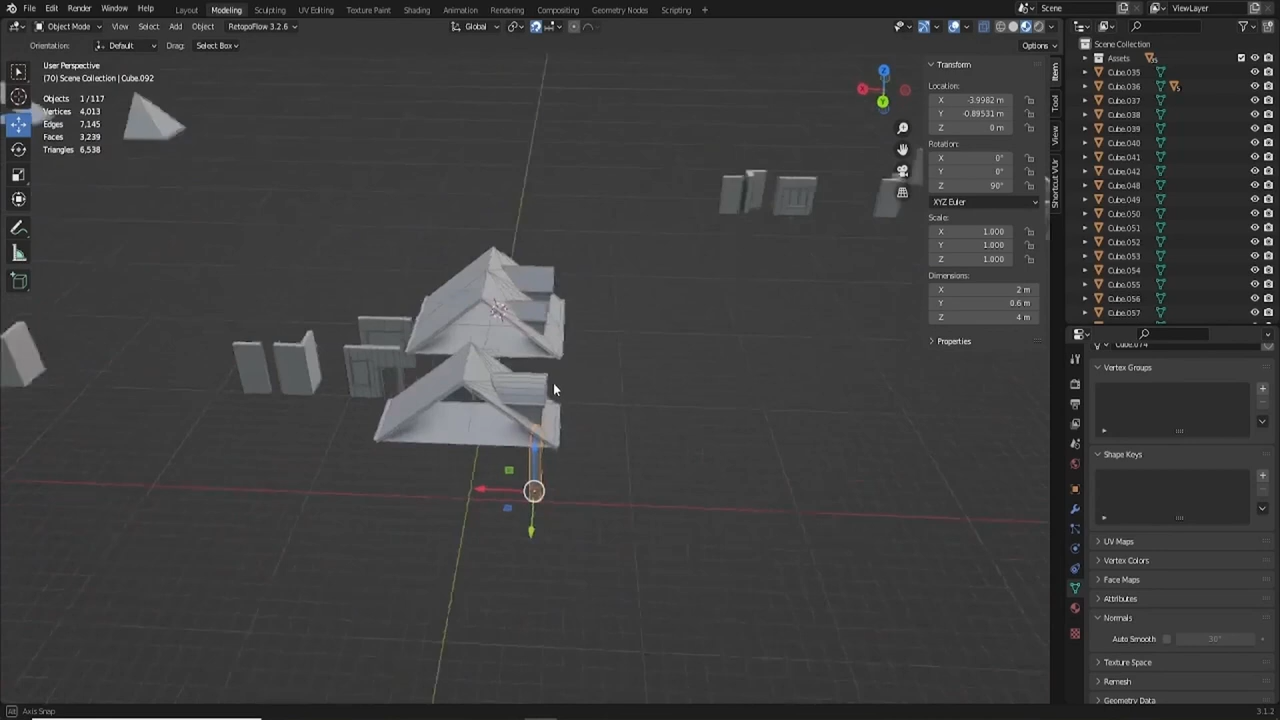 File Edit Render Window Help Layout Modeling Sculpting UV Editing Texture Paint Shading Animation Rendering Compositing Geometry Nodes Scripting + Scene ViewLayer
Object Mode View Select Add Object RetopoFlow 3.2.6 Global
Orientation: Default Drag: Select Box Options
User Perspective
(70) Scene Collection | Cube.092
Objects 1/117
Vertices 4,013
Edges 7,145
Faces 3,239
Triangles 6,538
X
Y
Z
Transform
Location:
X -3.9982 m
Y -0.89531 m
Z 0 m
Rotation:
X 0°
Y 0°
Z 90°
XYZ Euler
Scale:
X 1.000
Y 1.000
Z 1.000
Dimensions:
X 2 m
Y 0.6 m
Z 4 m
Properties
Item
Tool
View
Shortcut VUr
Scene Collection
Assets
Cube.035
Cube.036
Cube.037
Cube.038
Cube.039
Cube.040
Cube.041
Cube.042
Cube.048
Cube.049
Cube.050
Cube.051
Cube.052
Cube.053
Cube.054
Cube.055
Cube.056
Cube.057
Cube.074
Vertex Groups
Shape Keys
UV Maps
Vertex Colors
Face Maps
Attributes
Normals
Auto Smooth 30°
Texture Space
Remesh
Geometry Data
Axis Snap
3.1.2